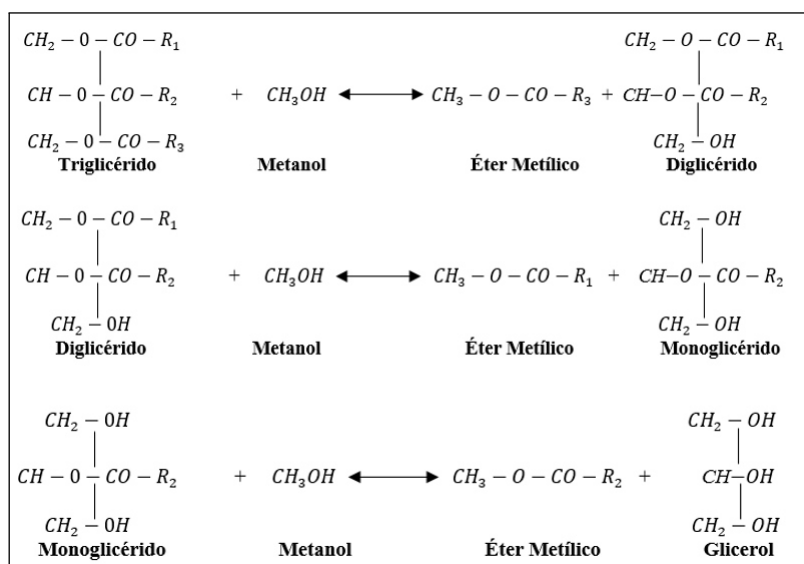 CH₂ − 0 − CO − R₁ CH₂ − O − CO − R₁
CH − 0 − CO − R₂ + CH₃OH ⟷ CH₃ − O − CO − R₃ + CH−O − CO − R₂
CH₂ − 0 − CO − R₃ CH₂ − OH
Triglicérido Metanol Éter Metílico Diglicérido
CH₂ − 0 − CO − R₁ CH₂ − OH
CH − 0 − CO − R₂ + CH₃OH ⟷ CH₃ − O − CO − R₁ + CH−O − CO − R₂
CH₂ − 0H CH₂ − OH
Diglicérido Metanol Éter Metílico Monoglicérido
CH₂ − 0H CH₂ − OH
CH − 0 − CO − R₂ + CH₃OH ⟷ CH₃ − O − CO − R₂ + CH−OH
CH₂ − 0H CH₂ − OH
Monoglicérido Metanol Éter Metílico Glicerol